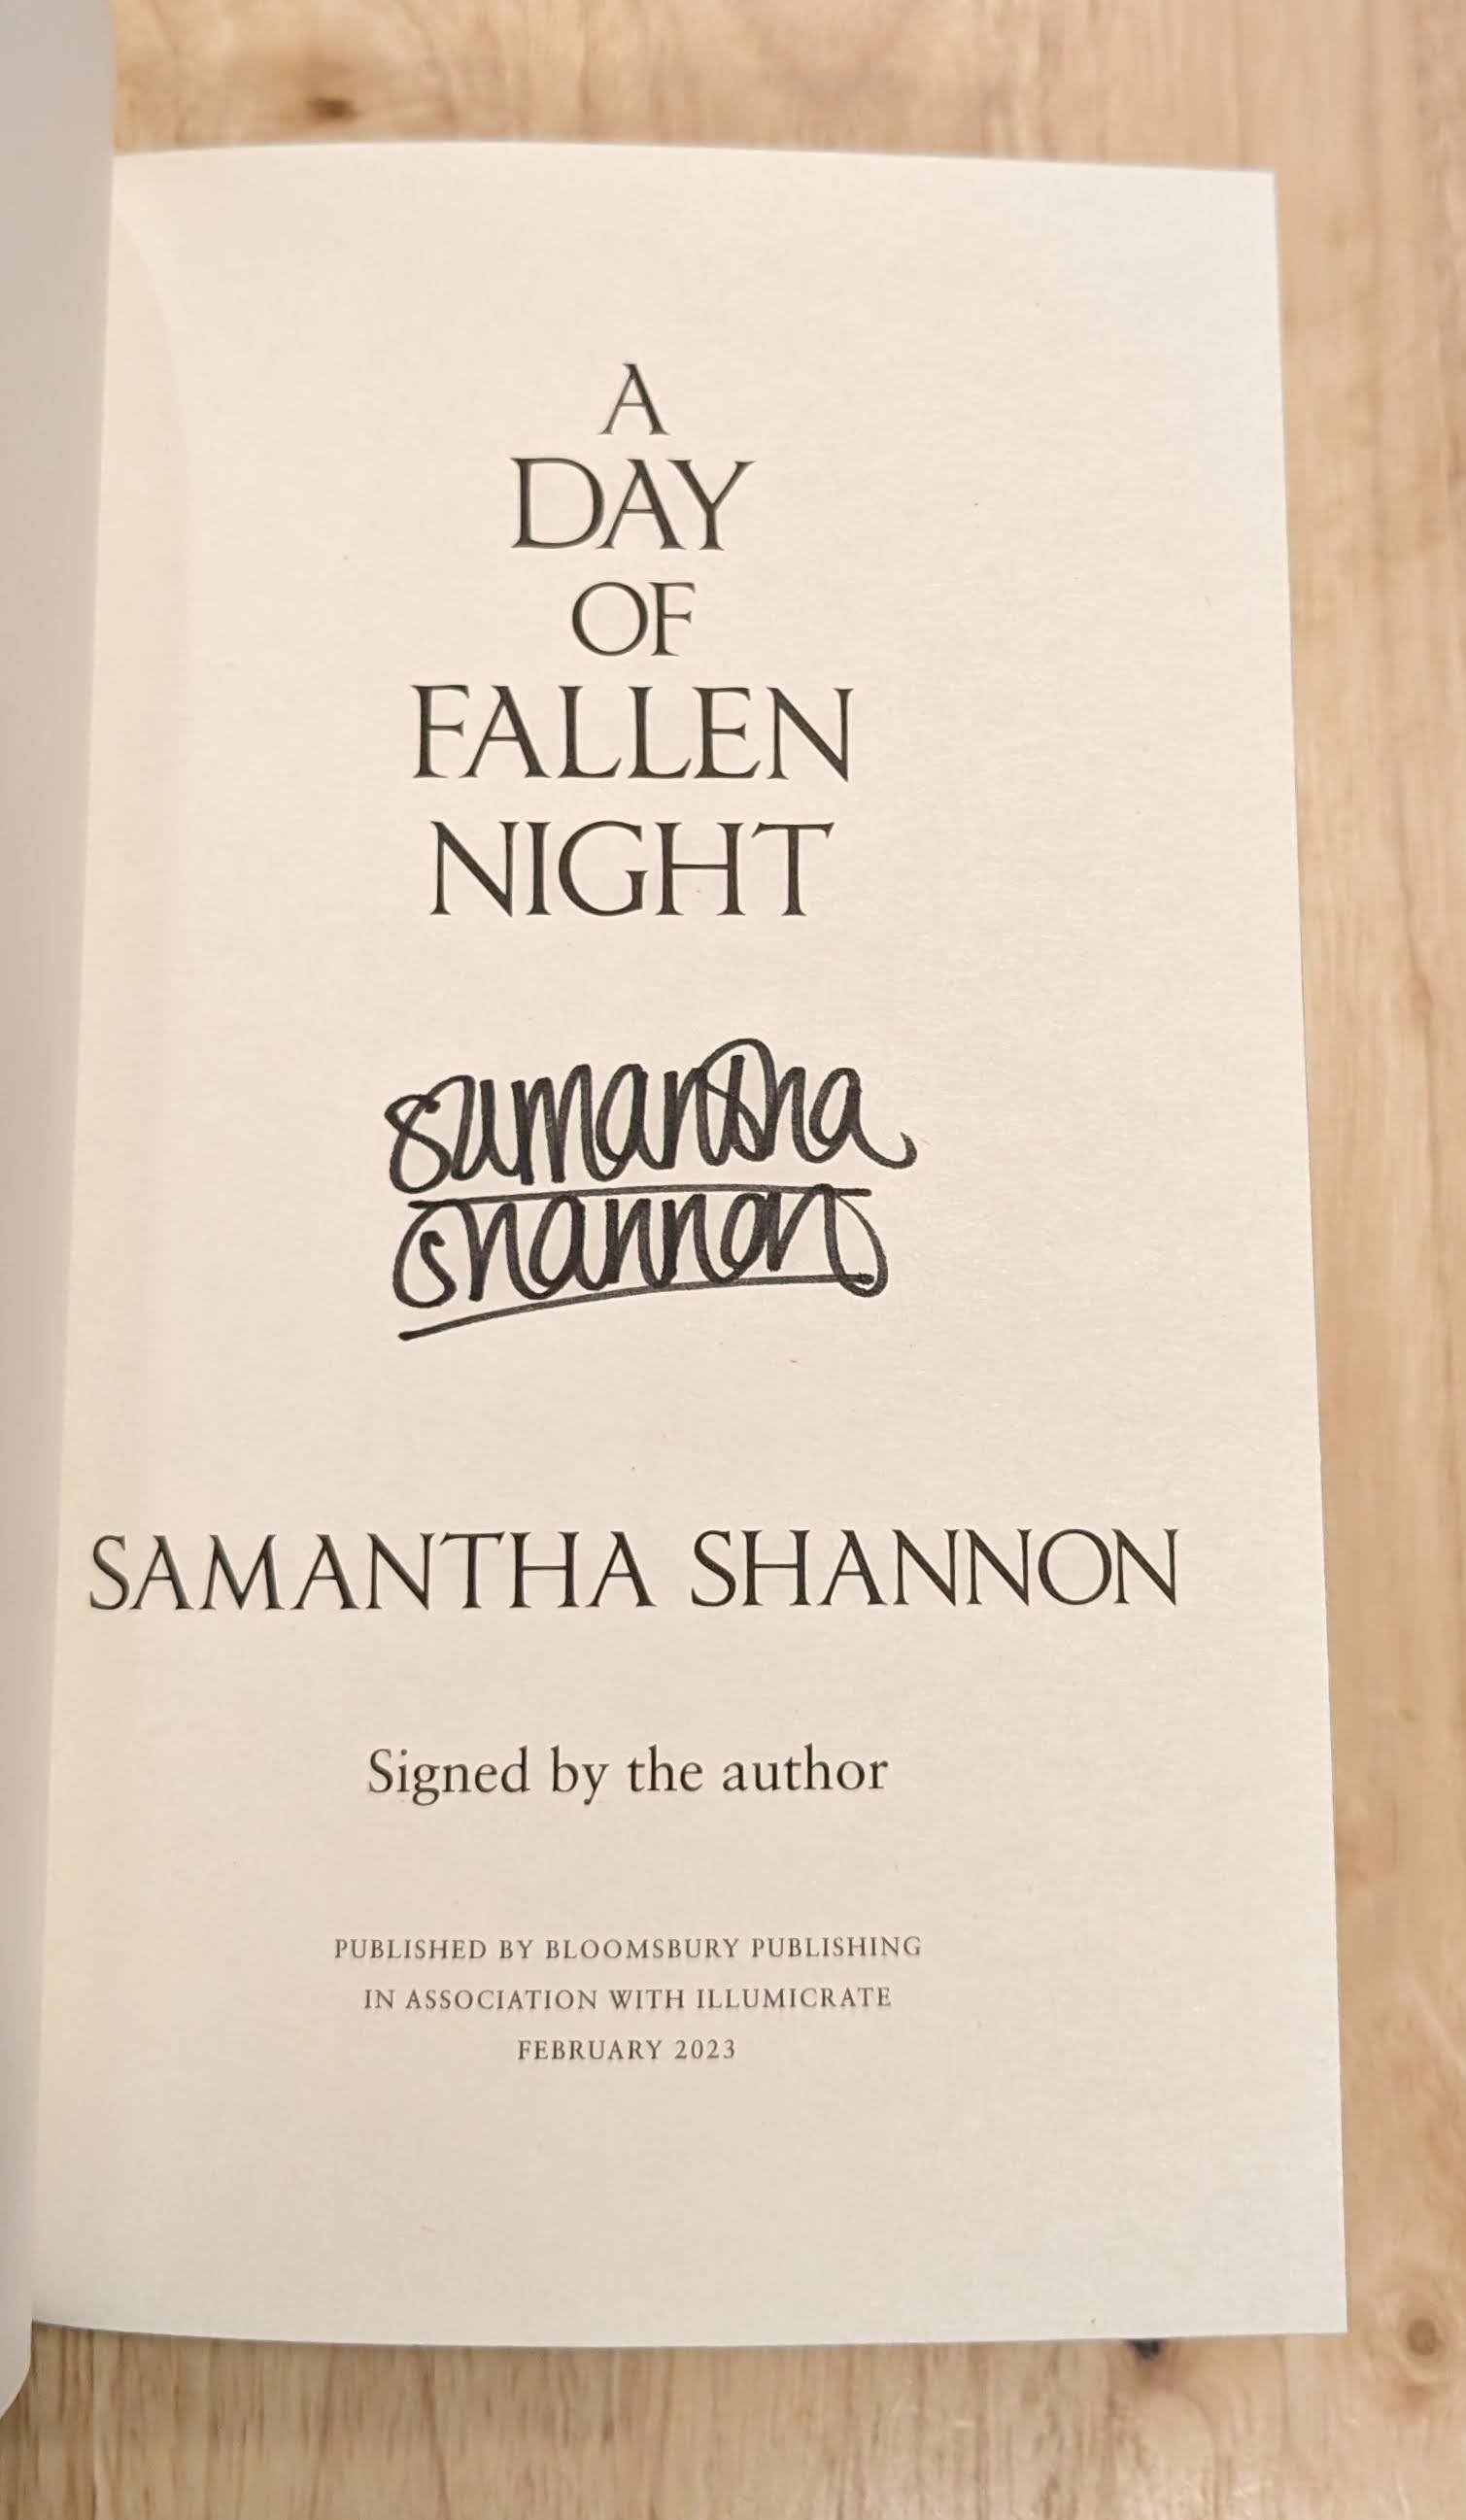 A
DAY
OF
FALLEN
NIGHT
samantha
shannon
SAMANTHA SHANNON
Signed by the author
PUBLISHED BY BLOOMSBURY PUBLISHING
IN ASSOCIATION WITH ILLUMICRATE
FEBRUARY 2023